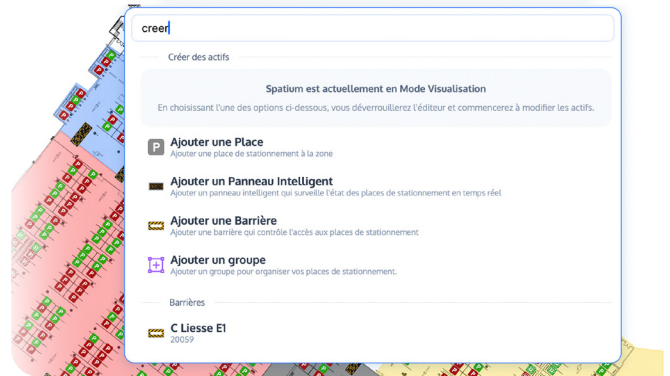 creer
Créer des actifs
Spatium est actuellement en Mode Visualisation
En choisissant l'une des options ci-dessous, vous déverrouillerez l'éditeur et commencerez à modifier les actifs.
P
Ajouter une Place
Ajouter une place de stationnement à la zone
Ajouter un Panneau Intelligent
Ajouter un panneau intelligent qui surveille l'état des places de stationnement en temps réel
Ajouter une Barrière
Ajouter une barrière qui contrôle l'accès aux places de stationnement
Ajouter un groupe
Ajouter un groupe pour organiser vos places de stationnement.
Barrières
C Liesse E1
20059